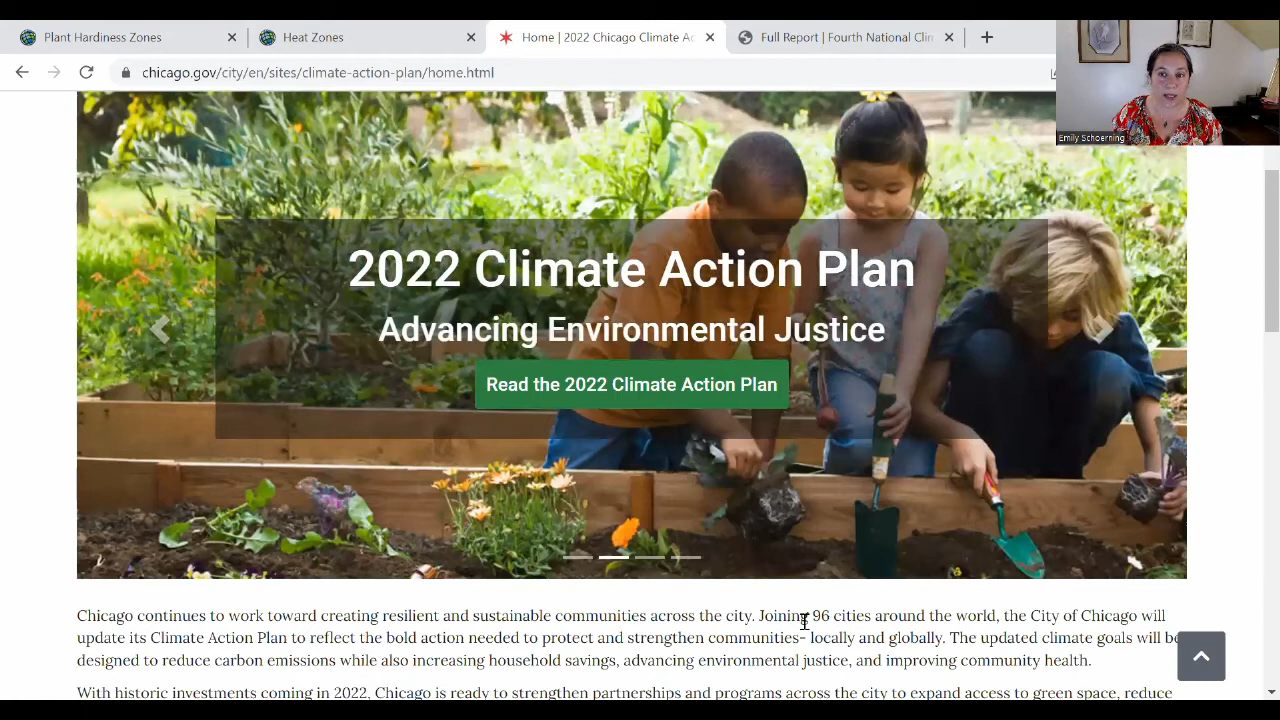 Plant Hardiness Zones
Heat Zones
Home | 2022 Chicago Climate Ac
Full Report | Fourth National Clim
chicago.gov/city/en/sites/climate-action-plan/home.html
Emily Schoerning
2022 Climate Action Plan
Advancing Environmental Justice
Read the 2022 Climate Action Plan
Chicago continues to work toward creating resilient and sustainable communities across the city. Joining 96 cities around the world, the City of Chicago will
update its Climate Action Plan to reflect the bold action needed to protect and strengthen communities- locally and globally. The updated climate goals will be
designed to reduce carbon emissions while also increasing household savings, advancing environmental justice, and improving community health.
With historic investments coming in 2022, Chicago is ready to strengthen partnerships and programs across the city to expand access to green space, reduce